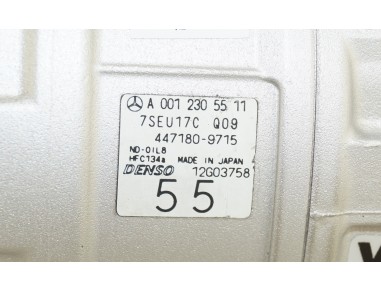 A 001 230 55 11
7SEU17C Q09
447180-9715
ND-OIL8
HFC134a MADE IN JAPAN
DENSO 12G03758
55